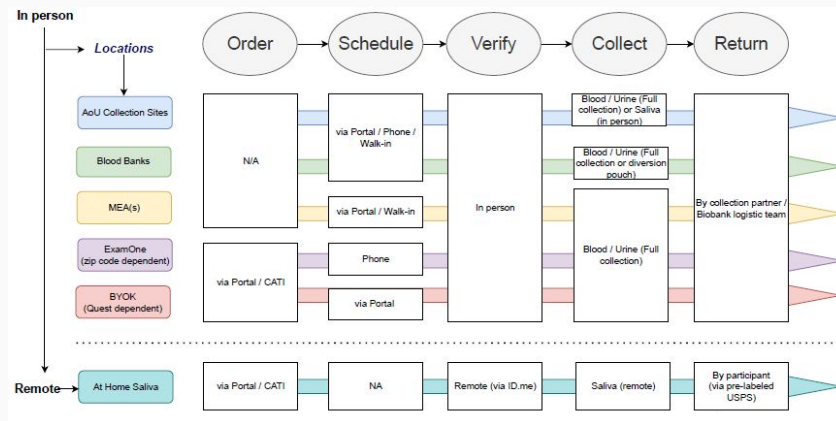 In person
Locations
Order
Schedule
Verify
Collect
Return
AoU Collection Sites
Blood Banks
MEA(s)
ExamOne
(zip code dependent)
BYOK
(Quest dependent)
N/A
via Portal / CATI
via Portal / Phone /
Walk-in
via Portal / Walk-in
Phone
via Portal
In person
Blood / Urine (Full
collection) or Saliva
(in person)
Blood / Urine (Full
collection or diversion
pouch)
Blood / Urine (Full
collection)
By collection partner /
Biobank logistic team
Remote
At Home Saliva
via Portal / CATI
NA
Remote (via ID.me)
Saliva (remote)
By participant
(via pre-labeled
USPS)